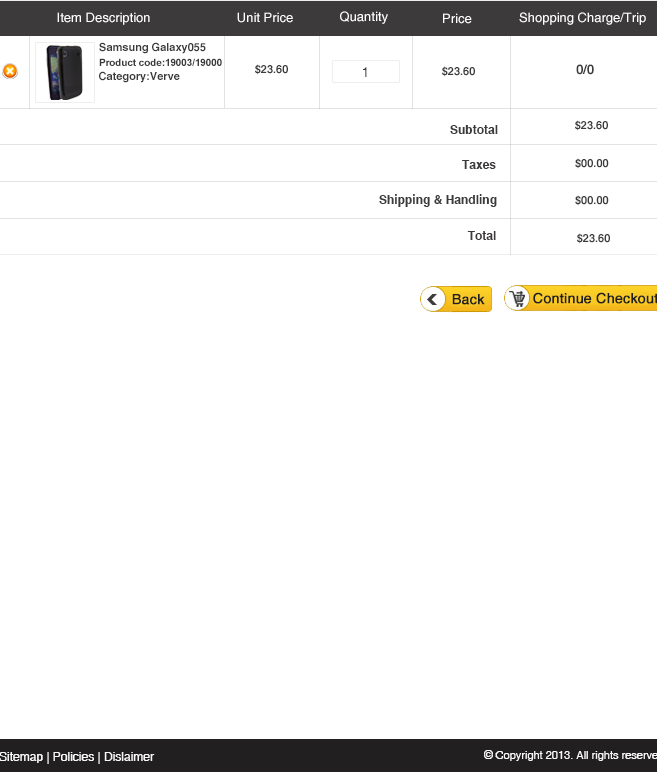 Item Description Unit Price Quantity Price Shopping Charge/Trip
Samsung Galaxy055
Product code:19003/19000
Category:Verve
$23.60 1 $23.60 0/0
Subtotal $23.60
Taxes $00.00
Shipping & Handling $00.00
Total $23.60
Back Continue Checkout
Sitemap | Policies | Dislaimer © Copyright 2013. All rights reserve